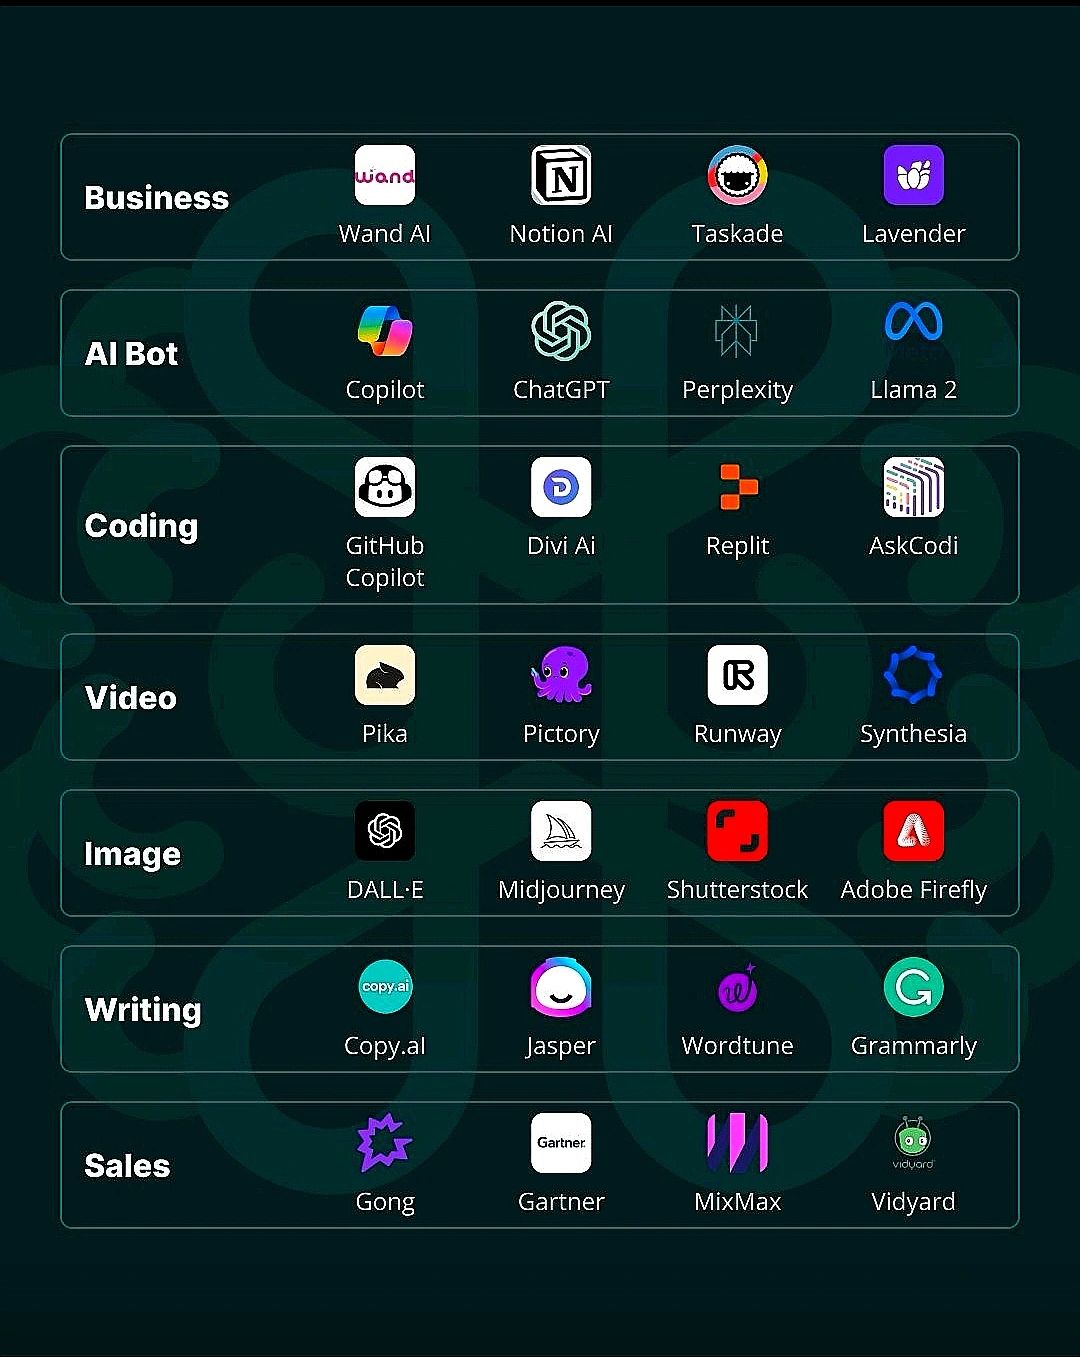 wand
Business
Wand AI
Notion AI
Taskade
Lavender
AI Bot
Copilot
ChatGPT
Perplexity
Llama 2
Coding
GitHub
Copilot
Divi Ai
Replit
AskCodi
Video
Pika
Pictory
Runway
Synthesia
Image
DALL·E
Midjourney
Shutterstock
Adobe Firefly
copy.ai
Writing
Copy.aI
Jasper
Wordtune
Grammarly
Gartner
vidyard
Sales
Gong
Gartner
MixMax
Vidyard